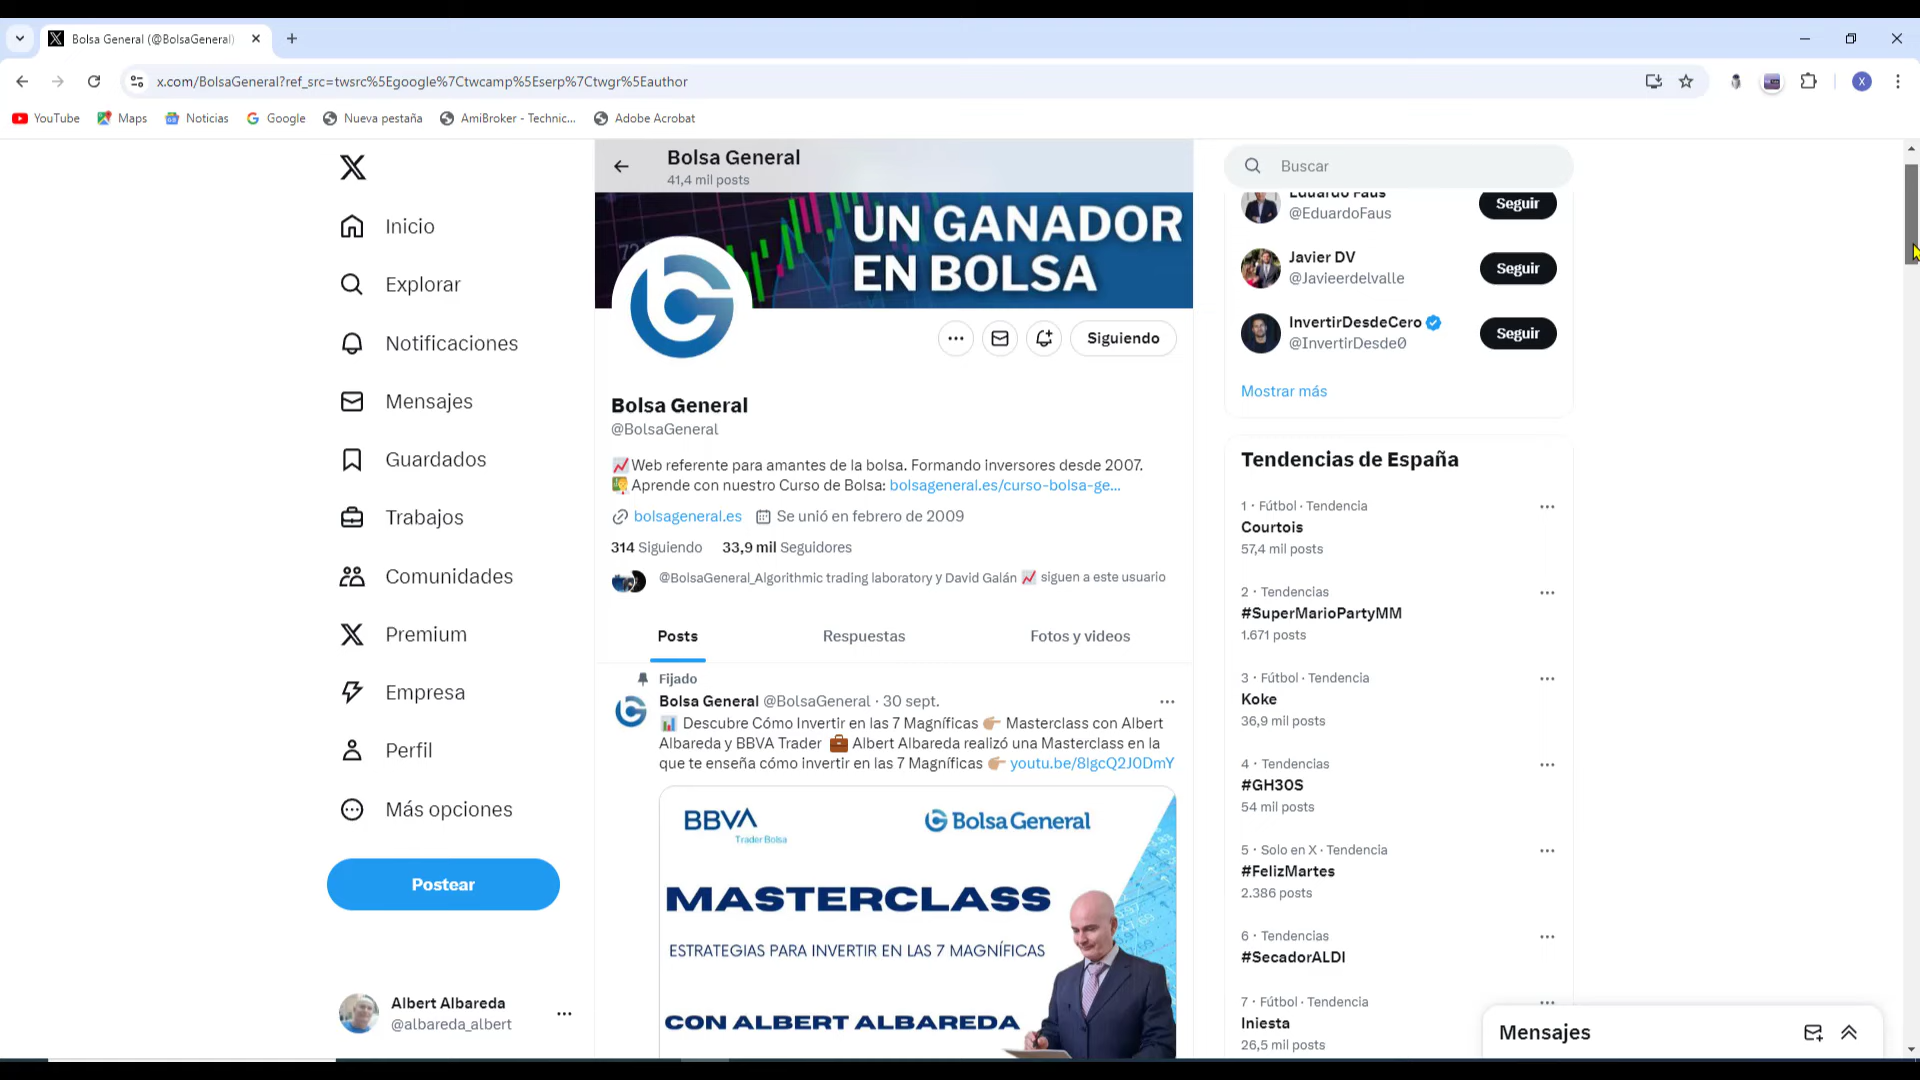 Bolsa General (@BolsaGeneral)
x.com/BolsaGeneral?ref_src=twsrc%5Egoogle%7Ctwcamp%5Eserp%7Ctwgr%5Eauthor
X
YouTube
Maps
Noticias
Google
Nueva pestaña
AmiBroker - Technic...
Adobe Acrobat
Inicio
Explorar
Notificaciones
Mensajes
Guardados
Trabajos
Comunidades
Premium
Empresa
Perfil
Más opciones
Postear
Albert Albareda
@albareda_albert
Bolsa General
41,4 mil posts
UN GANADOR
EN BOLSA
Siguiendo
Bolsa General
@BolsaGeneral
Web referente para amantes de la bolsa. Formando inversores desde 2007.
Aprende con nuestro Curso de Bolsa: bolsageneral.es/curso-bolsa-ge...
bolsageneral.es Se unió en febrero de 2009
314 Siguiendo 33,9 mil Seguidores
@BolsaGeneral_Algorithmic trading laboratory y David Galán siguen a este usuario
Posts Respuestas Fotos y videos
Fijado
Bolsa General @BolsaGeneral · 30 sept.
Descubre Cómo Invertir en las 7 Magníficas Masterclass con Albert
Albareda y BBVA Trader Albert Albareda realizó una Masterclass en la
que te enseña cómo invertir en las 7 Magníficas youtu.be/8lgcQ2J0DmY
BBVA
Trader Bolsa
Bolsa General
MASTERCLASS
ESTRATEGIAS PARA INVERTIR EN LAS 7 MAGNÍFICAS
CON ALBERT ALBAREDA
Buscar
Eduardo Faus
@EduardoFaus
Seguir
Javier DV
@Javieerdelvalle
Seguir
InvertirDesdeCero
@InvertirDesde0
Seguir
Mostrar más
Tendencias de España
1 · Fútbol · Tendencia
Courtois
57,4 mil posts
2 · Tendencias
#SuperMarioPartyMM
1.671 posts
3 · Fútbol · Tendencia
Koke
36,9 mil posts
4 · Tendencias
#GH30S
54 mil posts
5 · Solo en X · Tendencia
#FelizMartes
2.386 posts
6 · Tendencias
#SecadorALDI
7 · Fútbol · Tendencia
Iniesta
26,5 mil posts
Mensajes